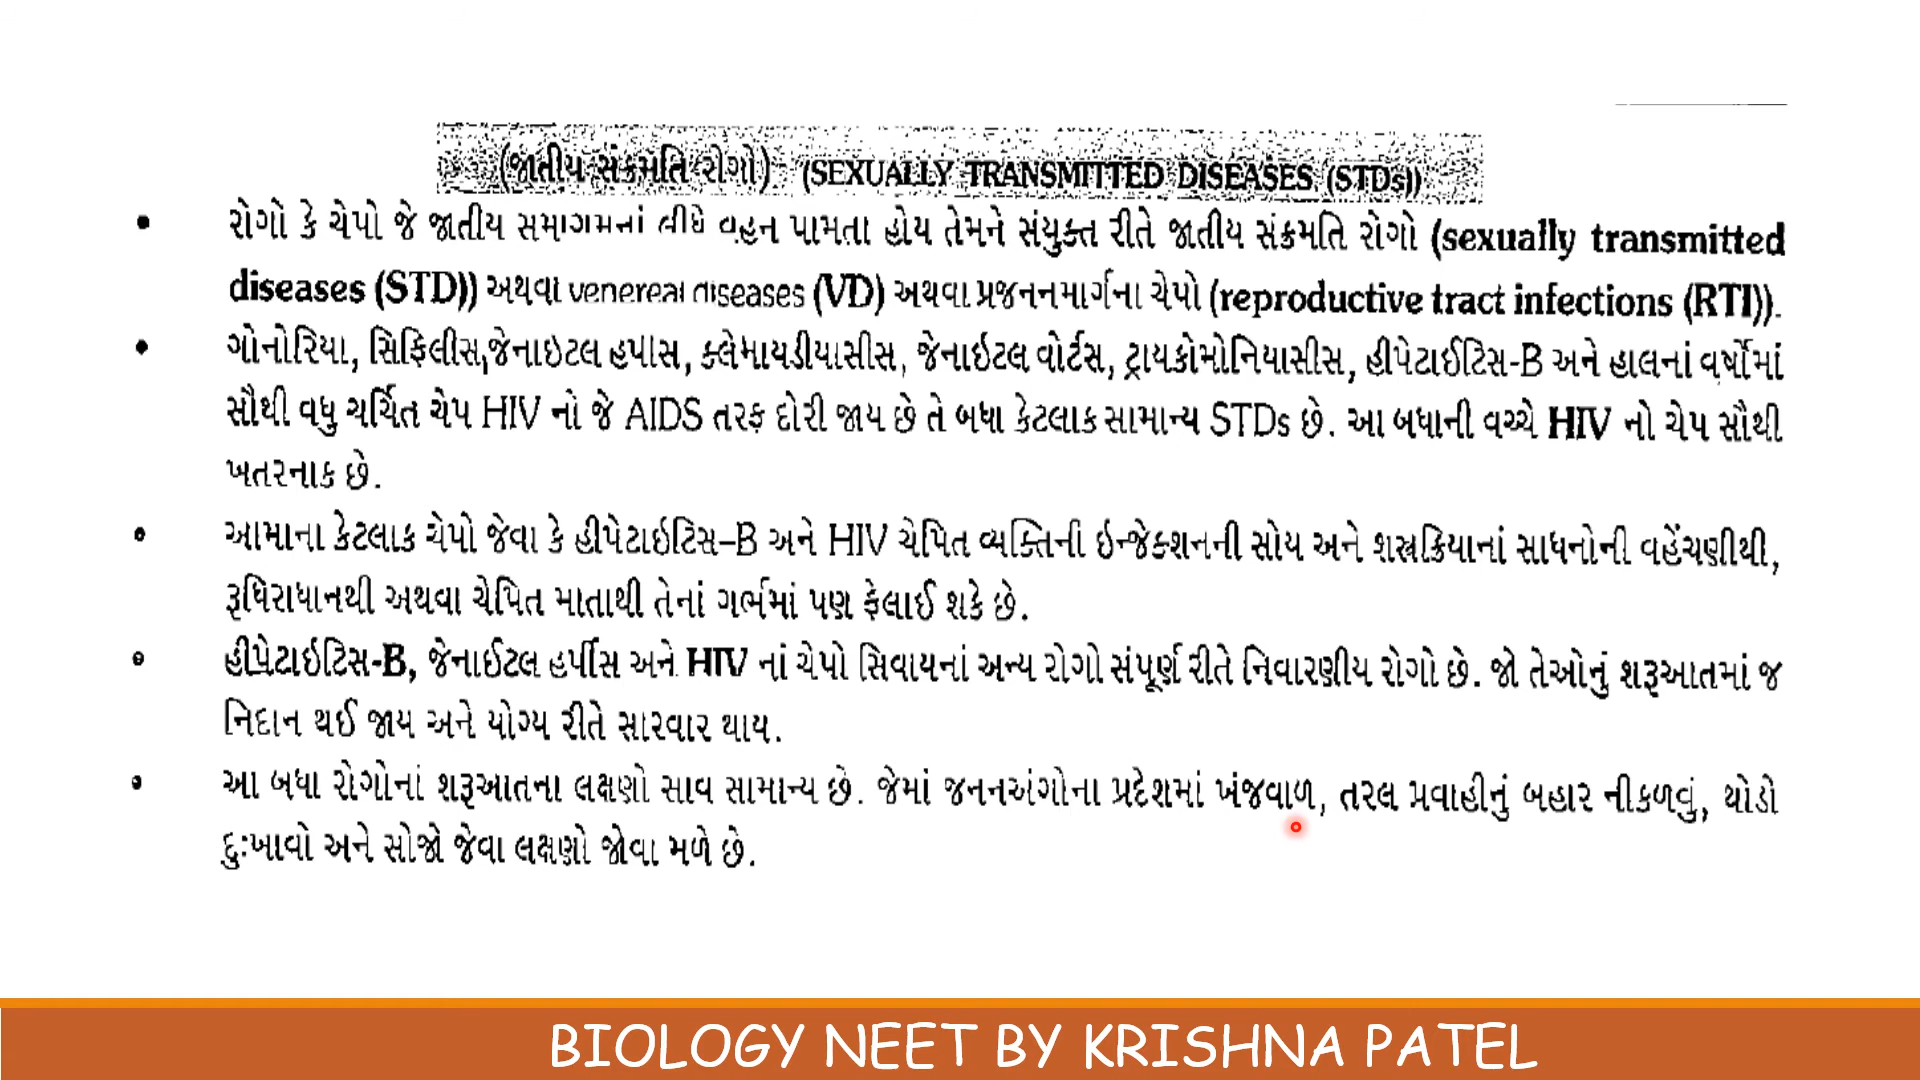 (જાતીય સંક્રમતિ રોગો) (SEXUALLY TRANSMITTED DISEASES (STDs))
• રોગો કે ચેપો જે જાતીય સમાગમનાં લીધે વહન પામતા હોય તેમને સંયુક્ત રીતે જાતીય સંક્રમતિ રોગો (sexually transmitted
diseases (STD)) અથવા venereal diseases (VD) અથવા પ્રજનનમાર્ગના ચેપો (reproductive tract infections (RTI)).
• ગોનોરિયા, સિફિલીસ,જેનાઇટલ હર્પીસ, ક્લેમાયડીયાસીસ, જેનાઇટલ વોર્ટસ, ટ્રાયકોમોનિયાસીસ, હીપેટાઈટિસ-B અને હાલનાં વર્ષોમાં
સૌથી વધુ ચર્ચિત ચેપ HIV નો જે AIDS તરફ દોરી જાય છે તે બધા કેટલાક સામાન્ય STDs છે. આ બધાની વચ્ચે HIV નો ચેપ સૌથી
ખતરનાક છે.
• આમાના કેટલાક ચેપો જેવા કે હીપેટાઇટિસ–B અને HIV ચેપિત વ્યક્તિની ઇન્જેક્શનની સોય અને શસ્ત્રક્રિયાનાં સાધનોની વહેંચણીથી,
રૂધિરાધાનથી અથવા ચેપિત માતાથી તેનાં ગર્ભમાં પણ ફેલાઈ શકે છે.
• હીપેટાઇટિસ-B, જેનાઈટલ હર્પીસ અને HIV નાં ચેપો સિવાયનાં અન્ય રોગો સંપૂર્ણ રીતે નિવારણીય રોગો છે. જો તેઓનું શરૂઆતમાં જ
નિદાન થઈ જાય અને યોગ્ય રીતે સારવાર થાય.
• આ બધા રોગોનાં શરૂઆતના લક્ષણો સાવ સામાન્ય છે. જેમાં જનનઅંગોના પ્રદેશમાં ખંજવાળ, તરલ પ્રવાહીનું બહાર નીકળવું, થોડો
દુઃખાવો અને સોજો જેવા લક્ષણો જોવા મળે છે.
BIOLOGY NEET BY KRISHNA PATEL